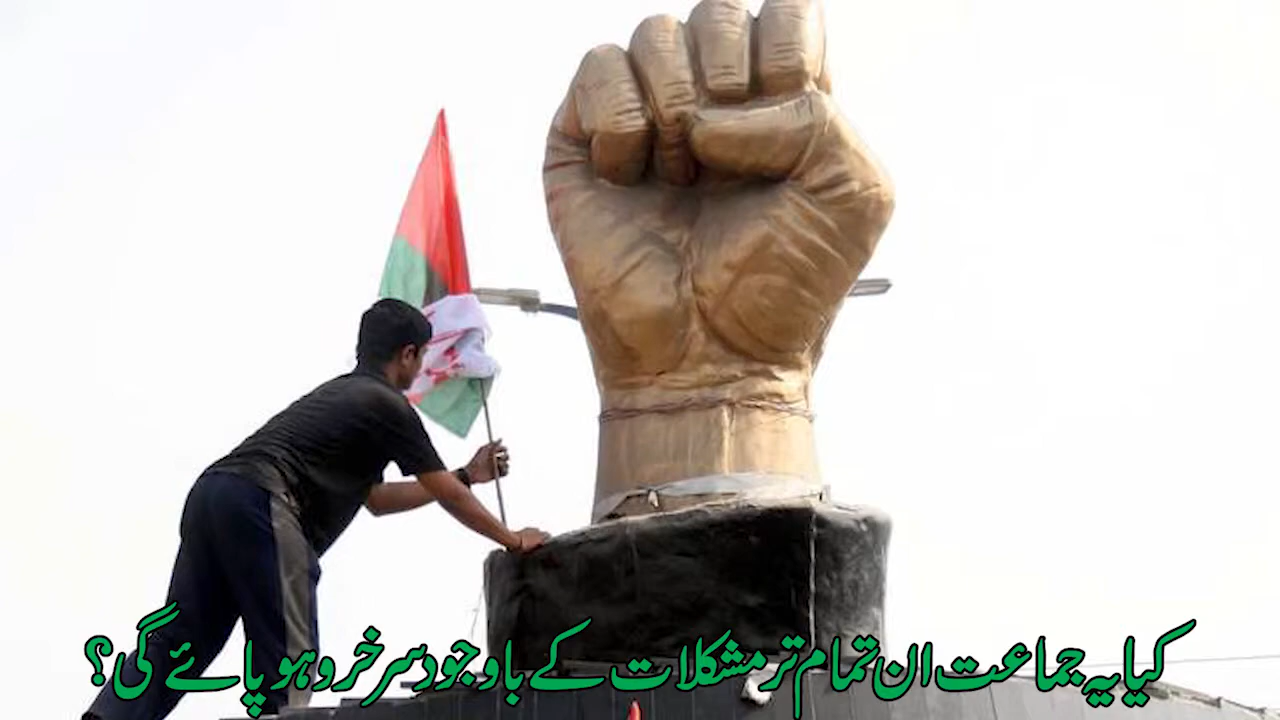 کیا یہ جماعت ان تمام تر مشکلات کے باوجود سرخرو ہو پائے گی؟